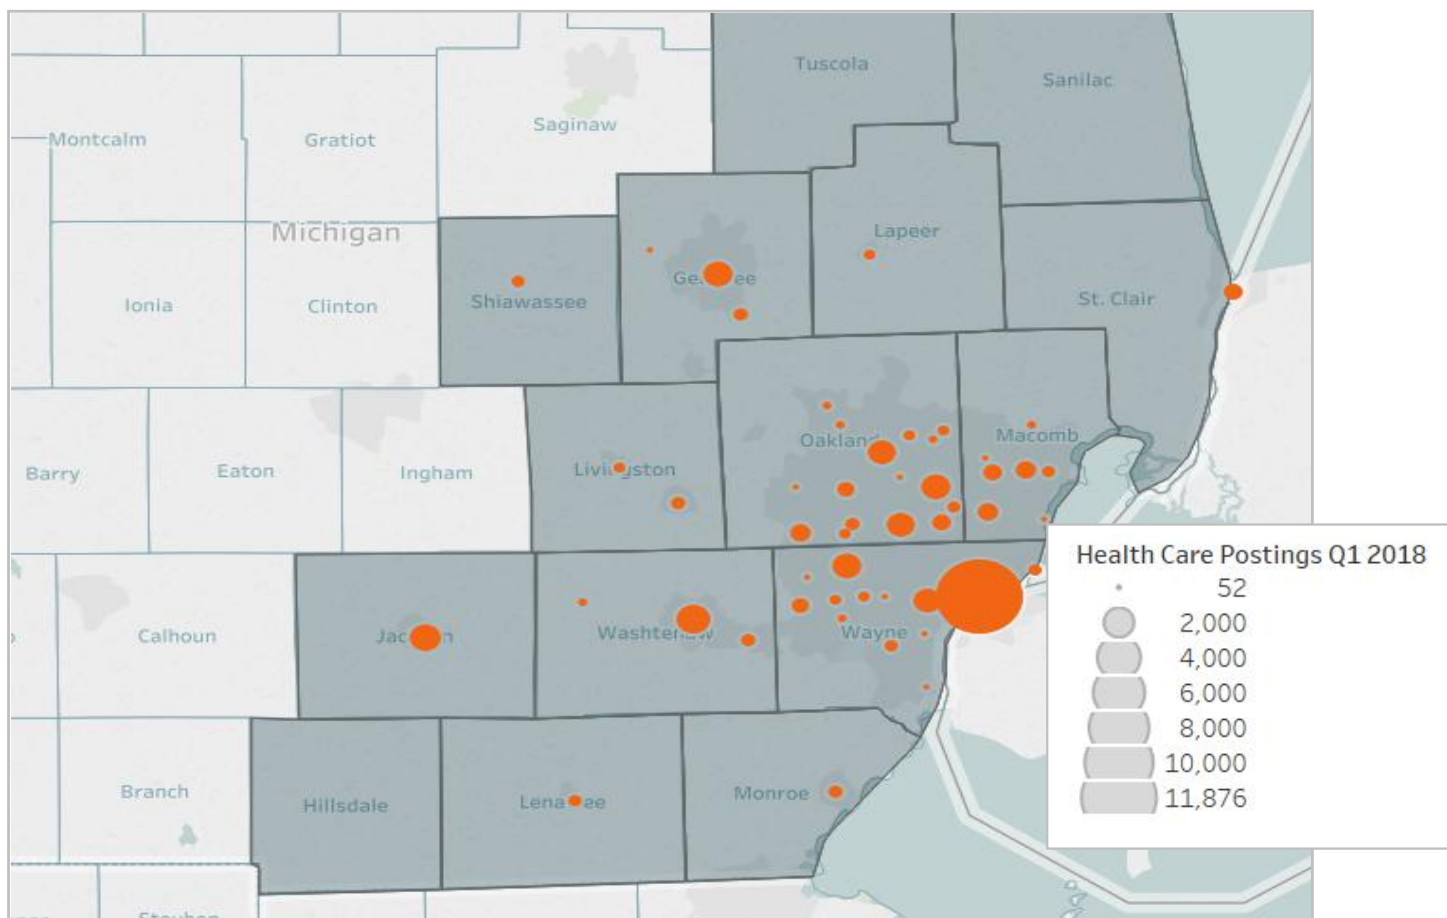 Tuscola
Sanilac
Montcalm
Gratiot
Saginaw
Michigan
Lapeer
Ionia
Clinton
Shiawassee
St. Clair
Barry
Eaton
Ingham
Oakland
Macomb
Calhoun
Wayne
Branch
Hillsdale
Monroe
Health Care Postings Q1 2018
52
2,000
4,000
6,000
8,000
10,000
11,876